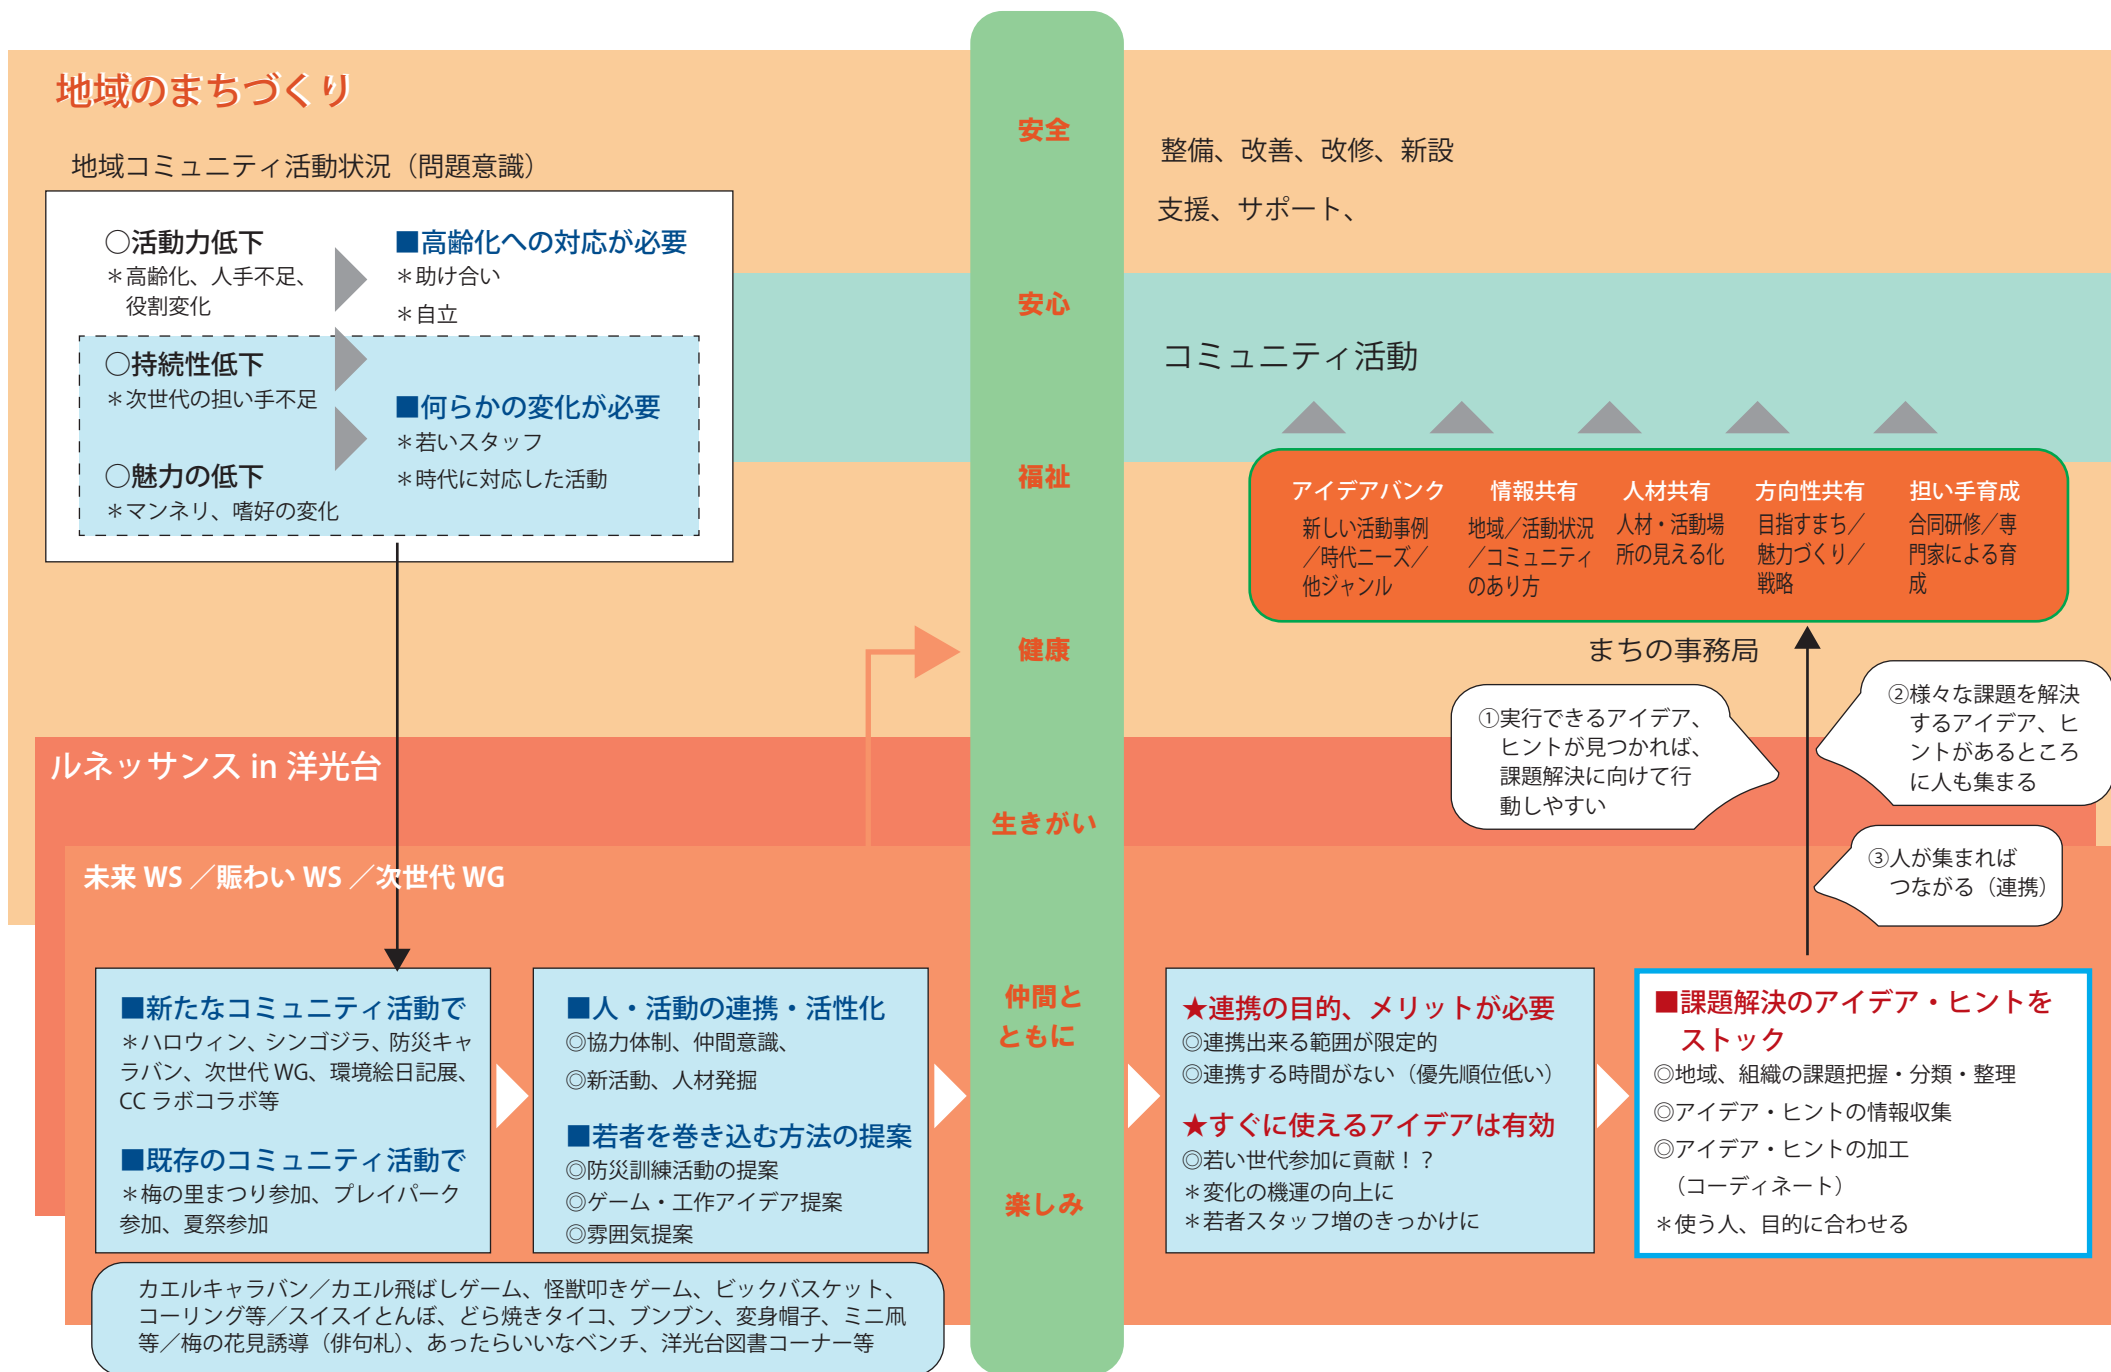 地域のまちづくり
地域コミュニティ活動状況（問題意識）
○活動力低下
＊高齢化、人手不足、
役割変化
■高齢化への対応が必要
＊助け合い
＊自立
○持続性低下
＊次世代の担い手不足
■何らかの変化が必要
＊若いスタッフ
＊時代に対応した活動
○魅力の低下
＊マンネリ、嗜好の変化
安全
安心
福祉
健康
生きがい
仲間と
ともに
楽しみ
整備、改善、改修、新設
支援、サポート、
コミュニティ活動
アイデアバンク
新しい活動事例
／時代ニーズ／
他ジャンル
情報共有
地域／活動状況
／コミュニティ
のあり方
人材共有
人材・活動場
所の見える化
方向性共有
目指すまち／
魅力づくり／
戦略
担い手育成
合同研修／専
門家による育
成
まちの事務局
①実行できるアイデア、
ヒントが見つかれば、
課題解決に向けて行
動しやすい
②様々な課題を解決
するアイデア、ヒ
ントがあるところ
に人も集まる
③人が集まれば
つながる（連携）
ルネッサンス in 洋光台
未来 WS ／賑わい WS ／次世代 WG
■新たなコミュニティ活動で
＊ハロウィン、シンゴジラ、防災キャ
ラバン、次世代 WG、環境絵日記展、
CC ラボコラボ等
■既存のコミュニティ活動で
＊梅の里まつり参加、プレイパーク
参加、夏祭参加
■人・活動の連携・活性化
◎協力体制、仲間意識、
◎新活動、人材発掘
■若者を巻き込む方法の提案
◎防災訓練活動の提案
◎ゲーム・工作アイデア提案
◎雰囲気提案
カエルキャラバン／カエル飛ばしゲーム、怪獣叩きゲーム、ビックバスケット、
コーリング等／スイスイとんぼ、どら焼きタイコ、ブンブン、変身帽子、ミニ凧
等／梅の花見誘導（俳句札）、あったらいいなベンチ、洋光台図書コーナー等
★連携の目的、メリットが必要
◎連携出来る範囲が限定的
◎連携する時間がない（優先順位低い）
★すぐに使えるアイデアは有効
◎若い世代参加に貢献！？
＊変化の機運の向上に
＊若者スタッフ増のきっかけに
■課題解決のアイデア・ヒントを
ストック
◎地域、組織の課題把握・分類・整理
◎アイデア・ヒントの情報収集
◎アイデア・ヒントの加工
（コーディネート）
＊使う人、目的に合わせる